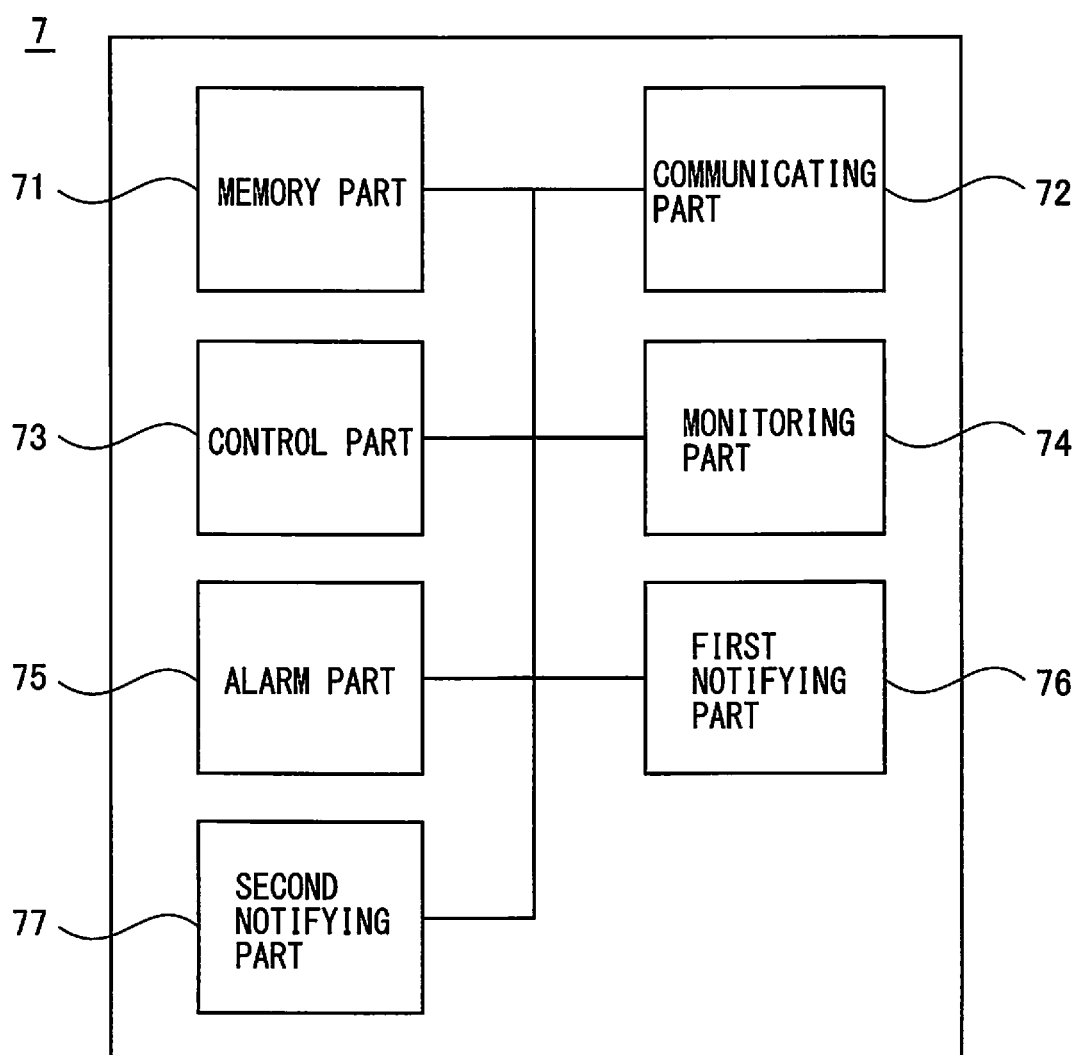 7
71
MEMORY PART
COMMUNICATING
PART
72
73
CONTROL PART
MONITORING
PART
74
75
ALARM PART
FIRST
NOTIFYING
PART
76
77
SECOND
NOTIFYING
PART